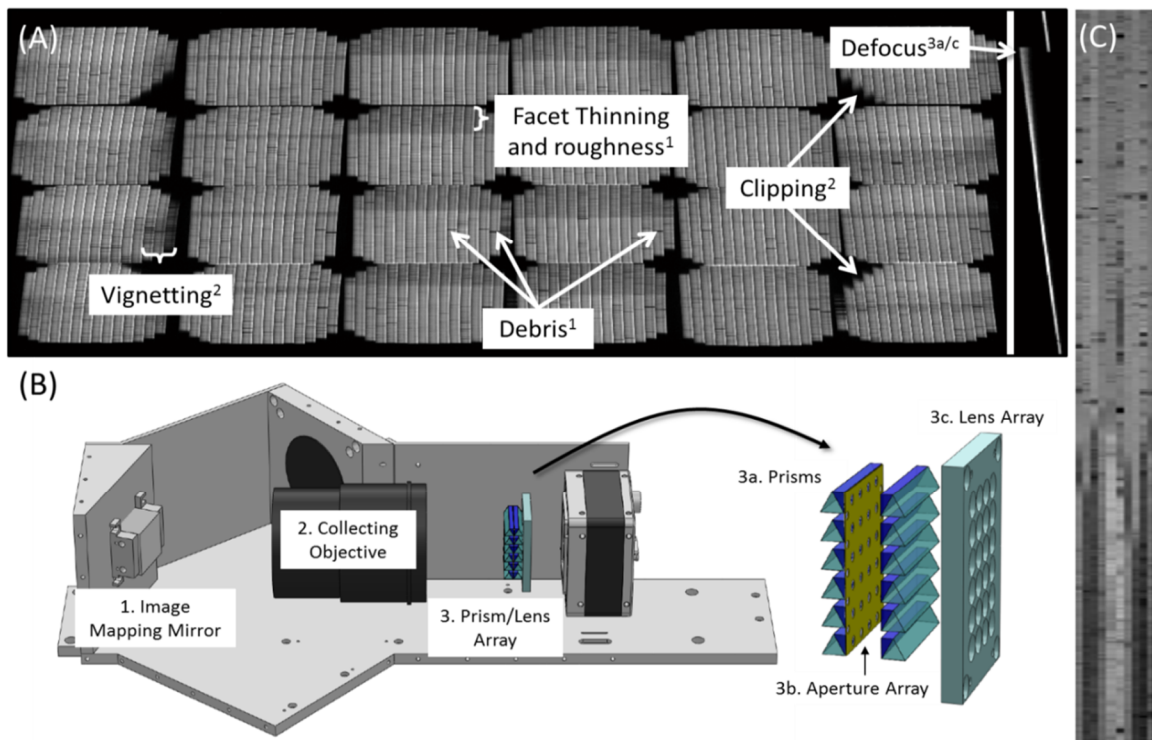 (A)
Defocus3a/c
(C)
Facet Thinning
and roughness1
Clipping2
Vignetting2
Debris1
(B)
3c. Lens Array
3a. Prisms
2. Collecting
Objective
1. Image
Mapping Mirror
3. Prism/Lens
Array
3b. Aperture Array